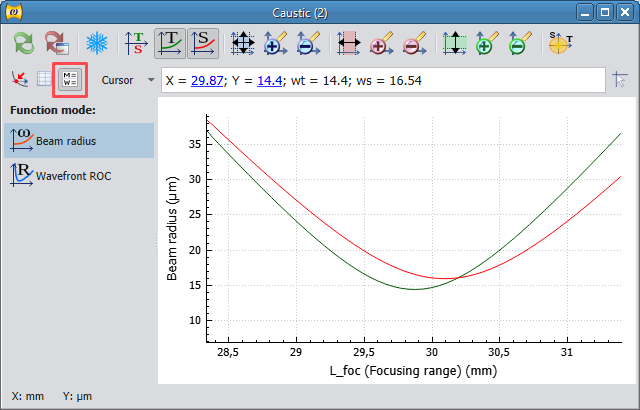 ω
Caustic (2)
T
S
T
S
S
T
M=
W=
Cursor
X = 29.87; Y = 14.4; wt = 14.4; ws = 16.54
Function mode:
ω
Beam radius
R
Wavefront ROC
Beam radius (µm)
35
30
25
20
15
10
28,5
29
29,5
30
30,5
31
L_foc (Focusing range) (mm)
X: mm
Y: µm